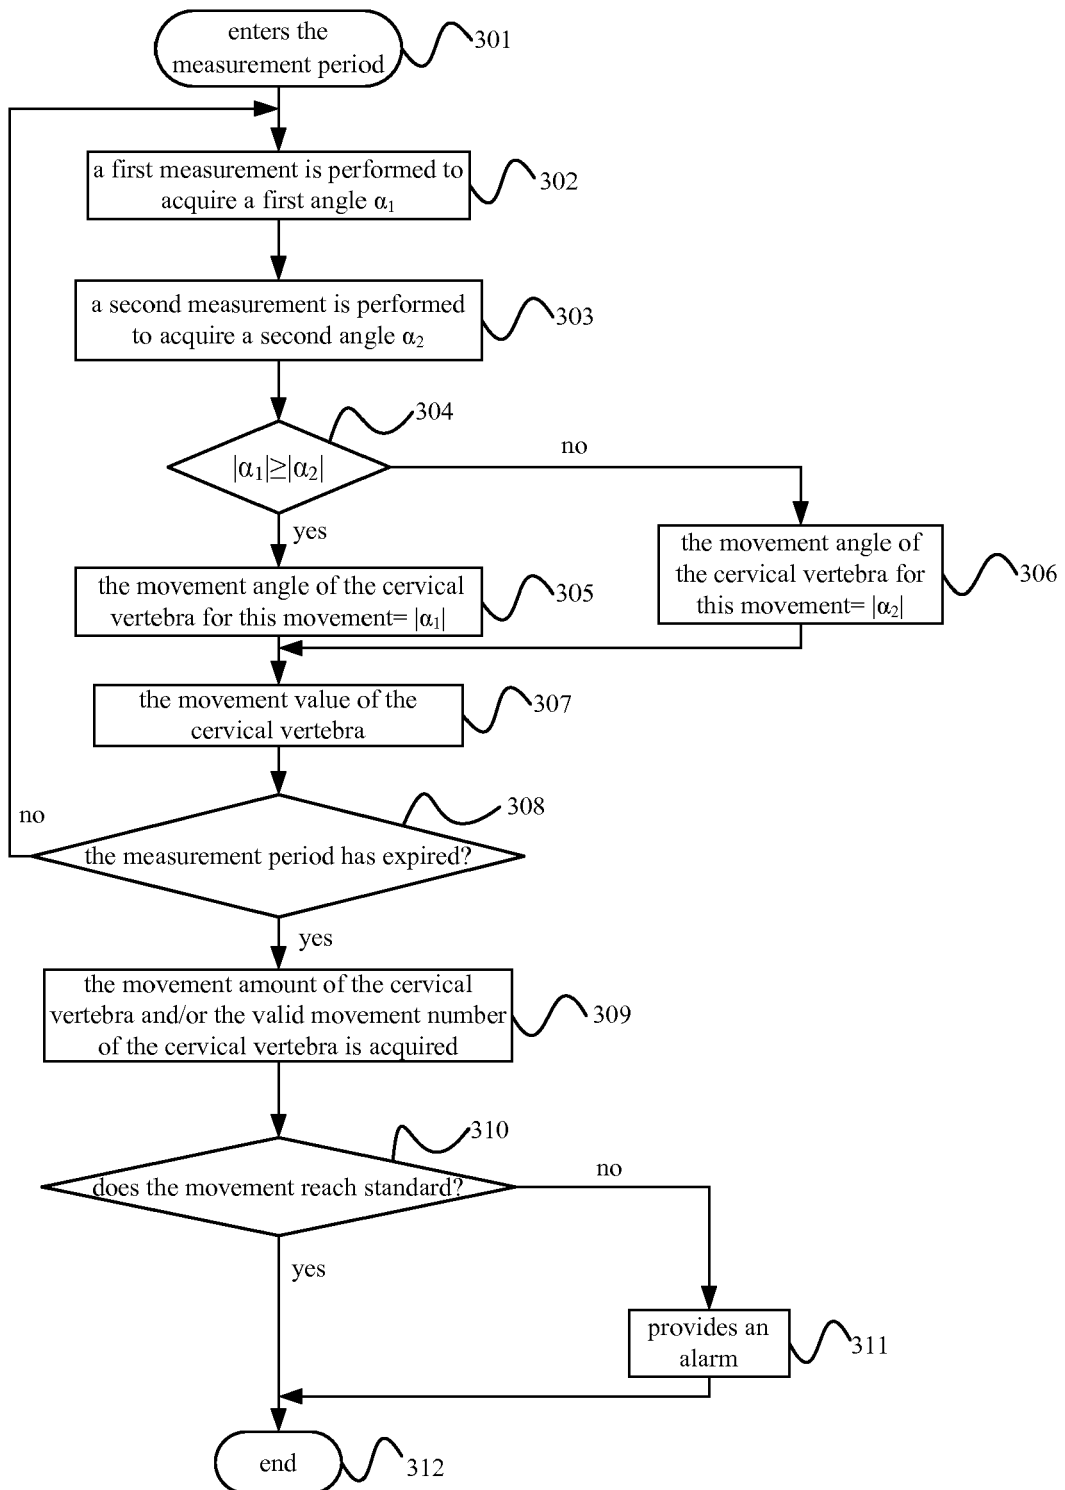 enters the
measurement period
301
a first measurement is performed to
acquire a first angle α₁
302
a second measurement is performed
to acquire a second angle α₂
303
304
|α₁|≥|α₂|
no
yes
the movement angle of the cervical
vertebra for this movement= |α₁|
305
the movement angle of
the cervical vertebra for
this movement= |α₂|
306
the movement value of the
cervical vertebra
307
308
no
the measurement period has expired?
yes
the movement amount of the cervical
vertebra and/or the valid movement number
of the cervical vertebra is acquired
309
310
does the movement reach standard?
no
yes
provides an
alarm
311
end
312